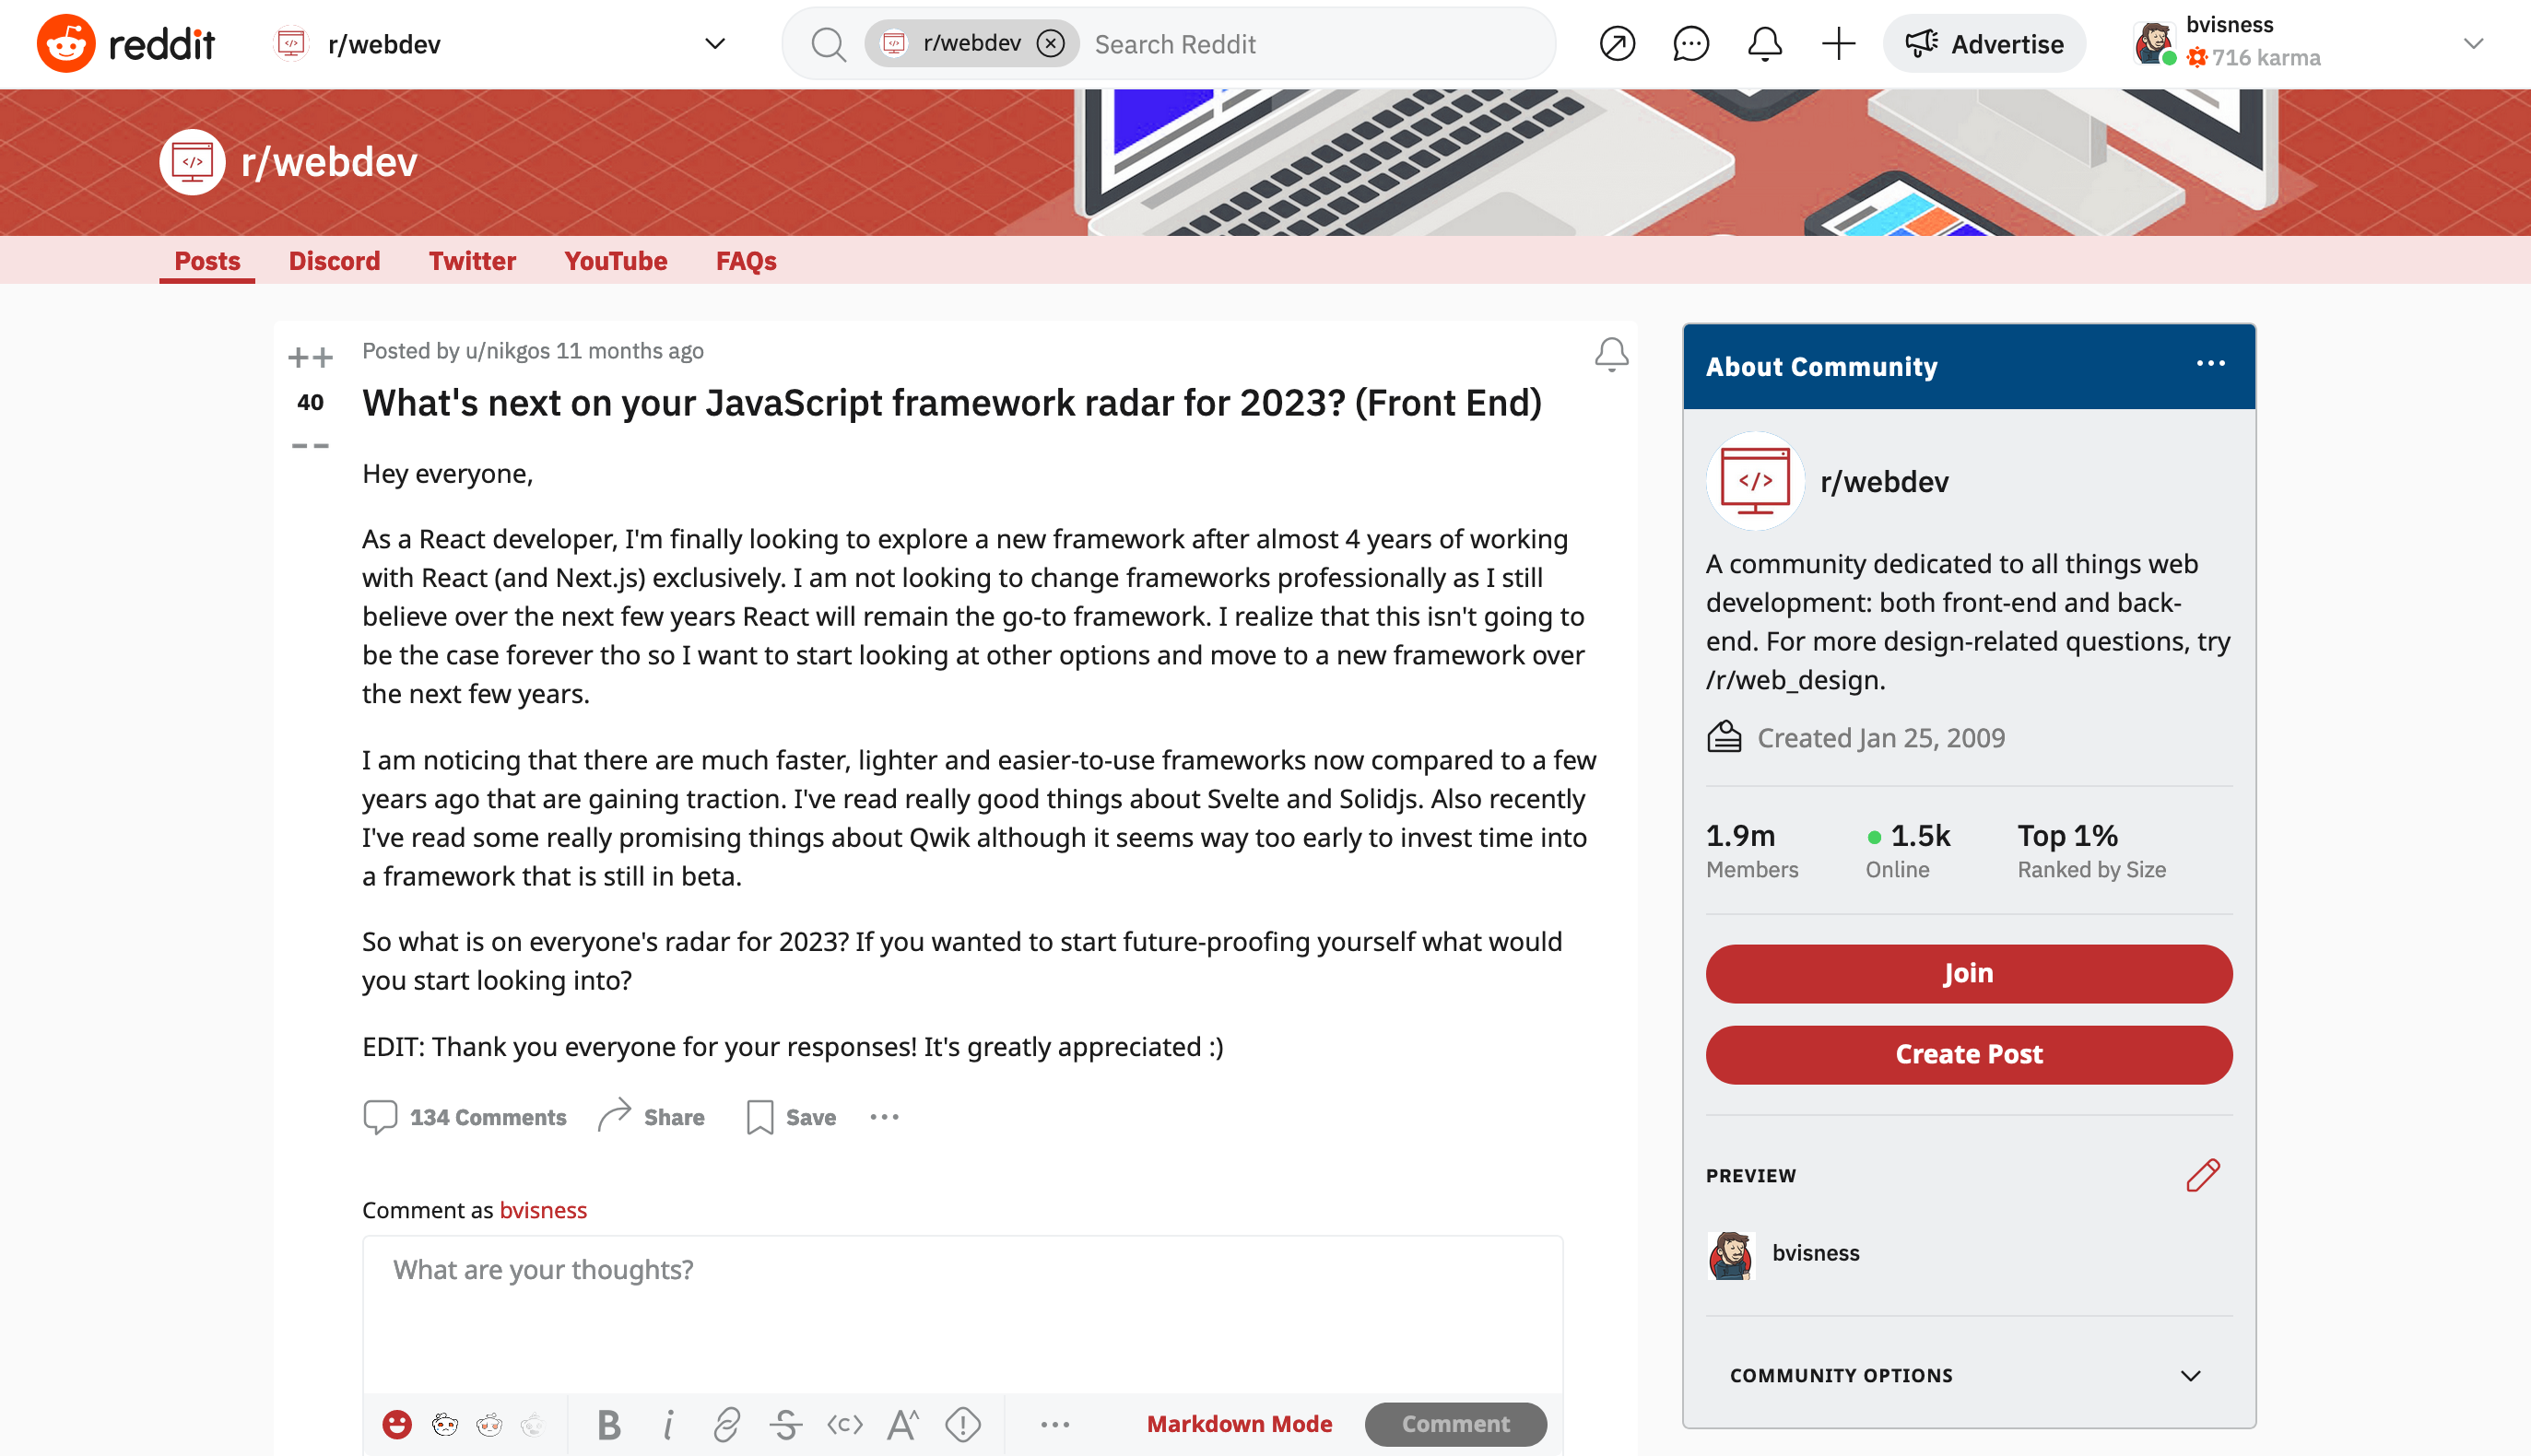 reddit
r/webdev
r/webdev
Search Reddit
Advertise
bvisness
716 karma
r/webdev
Posts
Discord
Twitter
YouTube
FAQs
++
40
--
Posted by u/nikgos 11 months ago
What's next on your JavaScript framework radar for 2023? (Front End)
Hey everyone,
As a React developer, I'm finally looking to explore a new framework after almost 4 years of working
with React (and Next.js) exclusively. I am not looking to change frameworks professionally as I still
believe over the next few years React will remain the go-to framework. I realize that this isn't going to
be the case forever tho so I want to start looking at other options and move to a new framework over
the next few years.
I am noticing that there are much faster, lighter and easier-to-use frameworks now compared to a few
years ago that are gaining traction. I've read really good things about Svelte and Solidjs. Also recently
I've read some really promising things about Qwik although it seems way too early to invest time into
a framework that is still in beta.
So what is on everyone's radar for 2023? If you wanted to start future-proofing yourself what would
you start looking into?
EDIT: Thank you everyone for your responses! It's greatly appreciated :)
134 Comments
Share
Save
Comment as bvisness
What are your thoughts?
B
i
S
<c>
A^
Markdown Mode
Comment
About Community
</>
r/webdev
A community dedicated to all things web
development: both front-end and back-
end. For more design-related questions, try
/r/web_design.
Created Jan 25, 2009
1.9m
Members
1.5k
Online
Top 1%
Ranked by Size
Join
Create Post
PREVIEW
bvisness
COMMUNITY OPTIONS